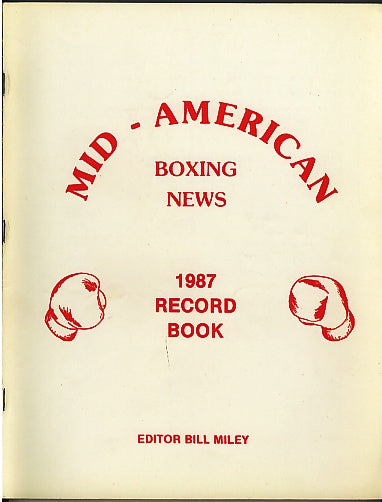 MID - AMERICAN
BOXING
NEWS
1987
RECORD
BOOK
EDITOR BILL MILEY